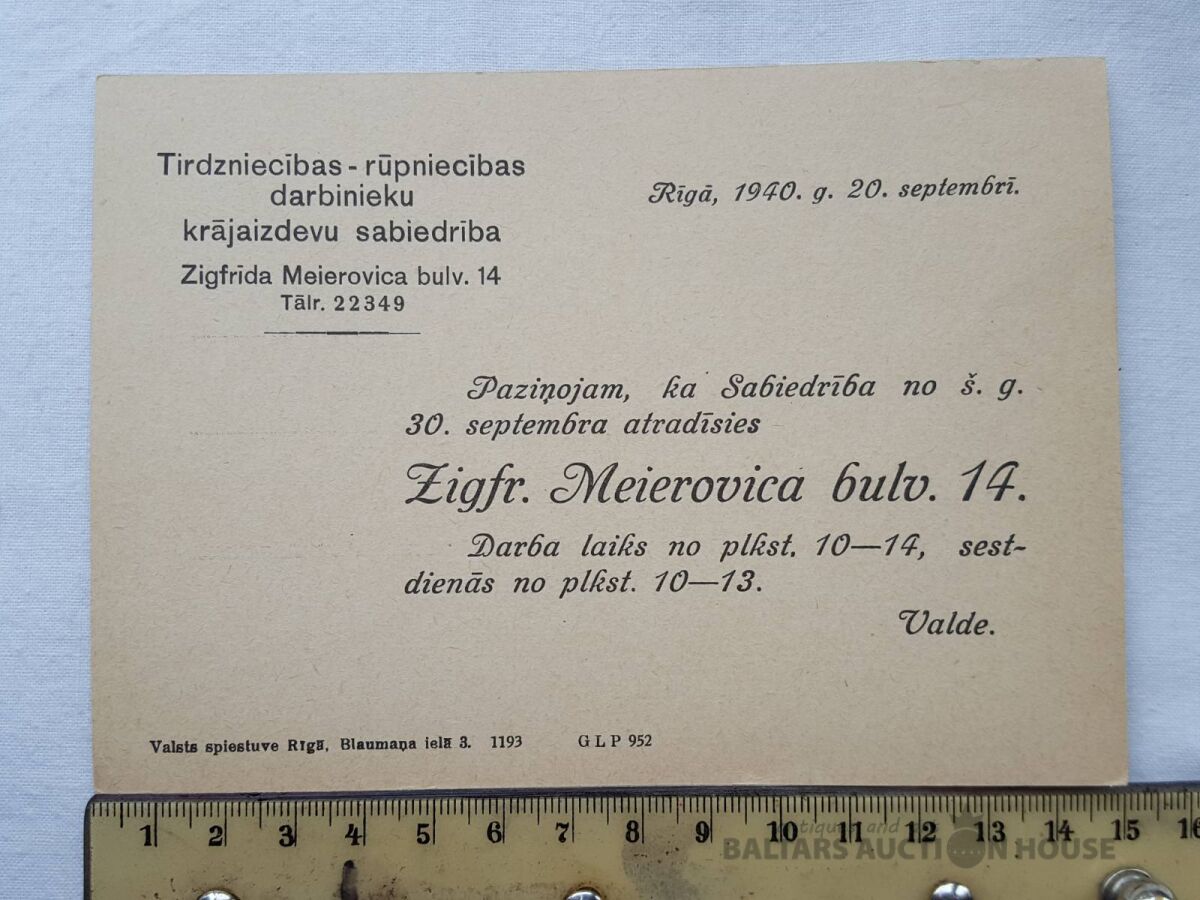 Tirdzniecības - rūpniecības
darbinieku
krājaizdevu sabiedrība
Zigfrīda Meierovica bulv. 14
Tālr. 22349
Rīgā, 1940. g. 20. septembrī.
Paziņojam, ka Sabiedrība no š. g.
30. septembra atradīsies
Zigfr. Meierovica bulv. 14.
Darba laiks no plkst. 10—14, sest-
dienās no plkst. 10—13.
Valde.
Valsts spiestuve Rīgā, Blaumaņa ielā 3. 1193 GLP 952
1 2 3 4 5 6 7 8 9 10 11 12 13 14 15 16
tiques and
BALTARS AUCTION HOUSE